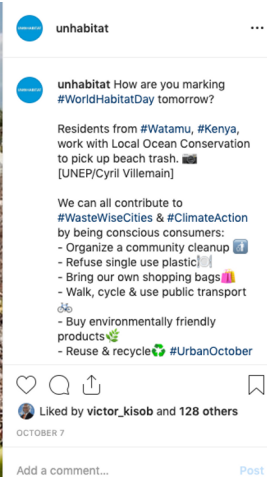 unhabitat
unhabitat How are you marking
#WorldHabitatDay tomorrow?
Residents from #Watamu, #Kenya,
work with Local Ocean Conservation
to pick up beach trash. 📷
[UNEP/Cyril Villemain]
We can all contribute to
#WasteWiseCities & #ClimateAction
by being conscious consumers:
- Organize a community cleanup 🚮
- Refuse single use plastic🍽
- Bring our own shopping bags🛍
- Walk, cycle & use public transport
🚲
- Buy environmentally friendly
products🌿
- Reuse & recycle♻ #UrbanOctober
Liked by victor_kisob and 128 others
OCTOBER 7
Add a comment... Post